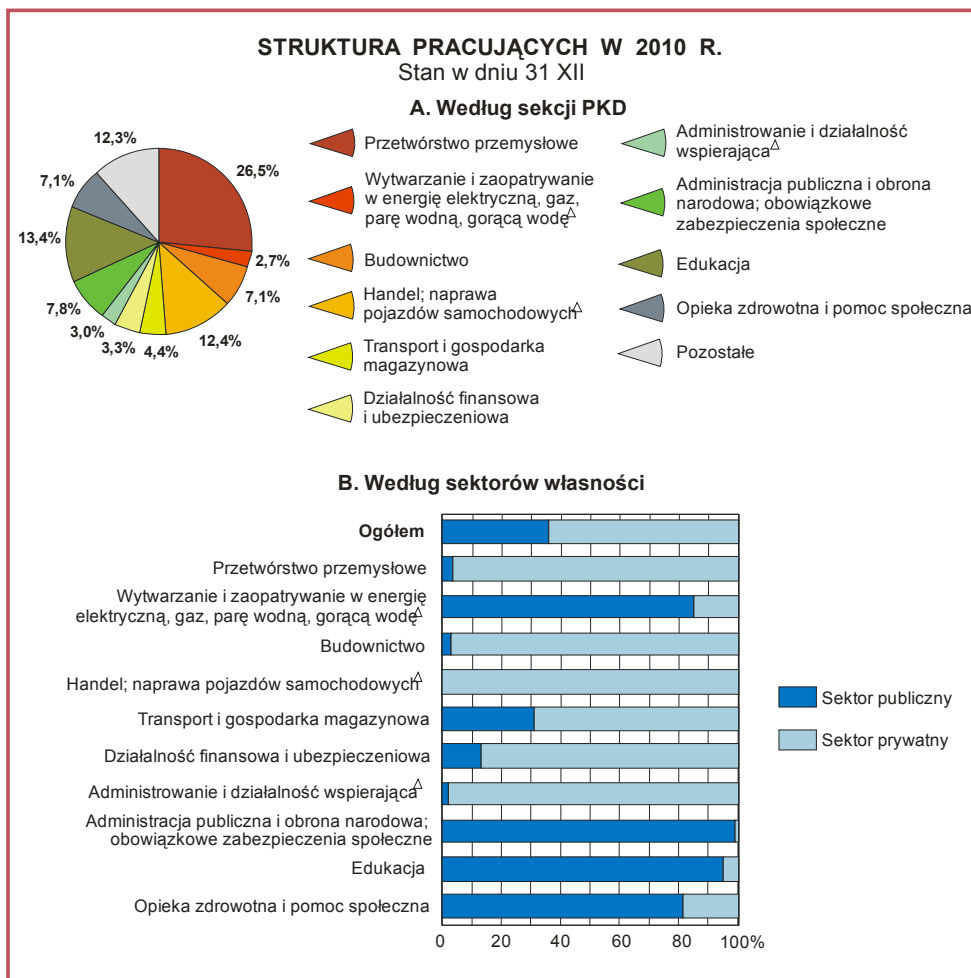 STRUKTURA PRACUJĄCYCH W 2010 R.
Stan w dniu 31 XII
A. Według sekcji PKD
12,3%
7,1%
13,4%
7,8%
3,0%
3,3%
4,4%
12,4%
7,1%
2,7%
26,5%
Przetwórstwo przemysłowe
Wytwarzanie i zaopatrywanie
w energię elektryczną, gaz,
parę wodną, gorącą wodę△
Budownictwo
Handel; naprawa
pojazdów samochodowych△
Transport i gospodarka
magazynowa
Działalność finansowa
i ubezpieczeniowa
Administrowanie i działalność
wspierająca△
Administracja publiczna i obrona
narodowa; obowiązkowe
zabezpieczenia społeczne
Edukacja
Opieka zdrowotna i pomoc społeczna
Pozostałe
B. Według sektorów własności
Ogółem
Przetwórstwo przemysłowe
Wytwarzanie i zaopatrywanie w energię
elektryczną, gaz, parę wodną, gorącą wodę△
Budownictwo
Handel; naprawa pojazdów samochodowych△
Transport i gospodarka magazynowa
Działalność finansowa i ubezpieczeniowa
Administrowanie i działalność wspierająca△
Administracja publiczna i obrona narodowa;
obowiązkowe zabezpieczenia społeczne
Edukacja
Opieka zdrowotna i pomoc społeczna
0 20 40 60 80 100%
Sektor publiczny
Sektor prywatny